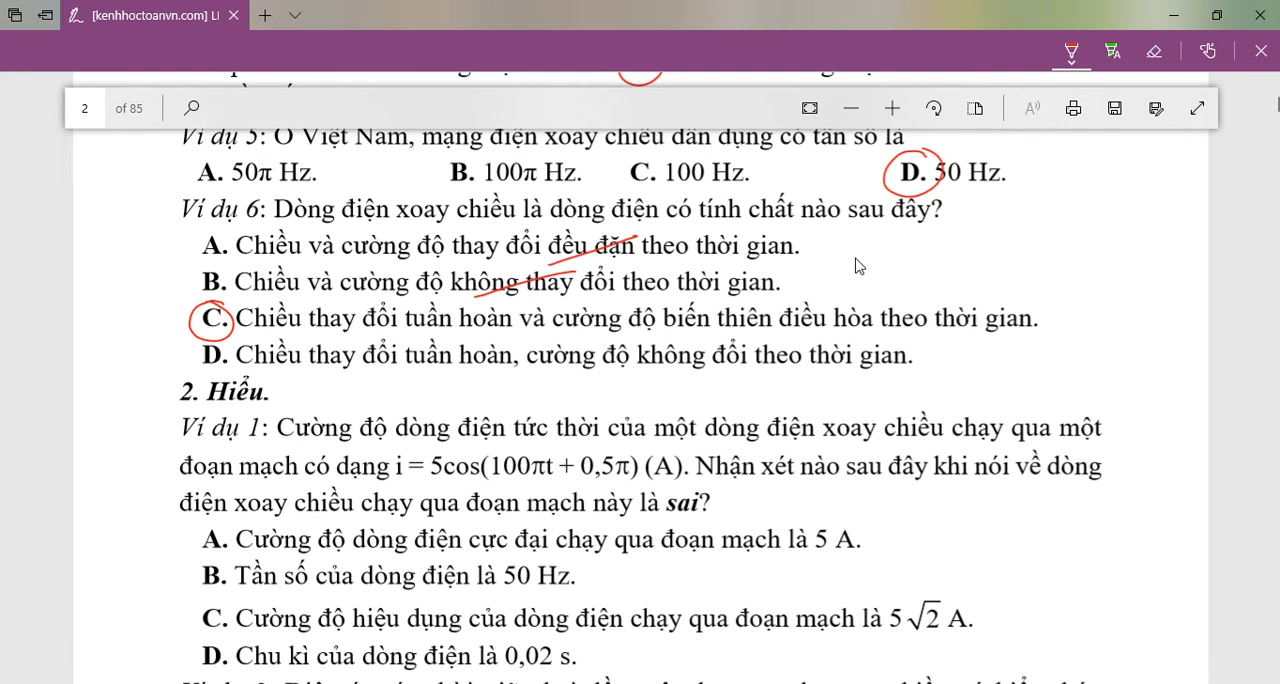 [kenhhoctoanvn.com] LÍ
2 of 85
Ví dụ 5: Ở Việt Nam, mạng điện xoay chiều dân dụng có tần số là
A. 50π Hz. B. 100π Hz. C. 100 Hz. D. 50 Hz.
Ví dụ 6: Dòng điện xoay chiều là dòng điện có tính chất nào sau đây?
A. Chiều và cường độ thay đổi đều đặn theo thời gian.
B. Chiều và cường độ không thay đổi theo thời gian.
C. Chiều thay đổi tuần hoàn và cường độ biến thiên điều hòa theo thời gian.
D. Chiều thay đổi tuần hoàn, cường độ không đổi theo thời gian.
2. Hiểu.
Ví dụ 1: Cường độ dòng điện tức thời của một dòng điện xoay chiều chạy qua một
đoạn mạch có dạng i = 5cos(100πt + 0,5π) (A). Nhận xét nào sau đây khi nói về dòng
điện xoay chiều chạy qua đoạn mạch này là sai?
A. Cường độ dòng điện cực đại chạy qua đoạn mạch là 5 A.
B. Tần số của dòng điện là 50 Hz.
C. Cường độ hiệu dụng của dòng điện chạy qua đoạn mạch là 5√2 A.
D. Chu kì của dòng điện là 0,02 s.